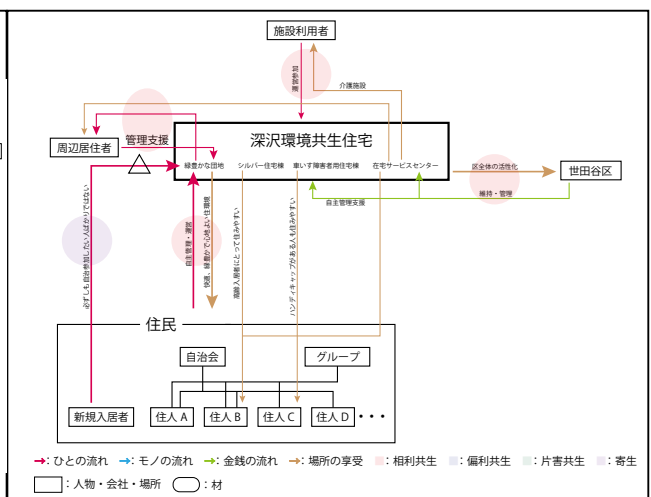 施設利用者
運営参加
介護施設
深沢環境共生住宅
周辺居住者
管理支援
緑豊かな団地
シルバー住宅棟
車いす障害者用住宅棟
在宅サービスセンター
区全体の活性化
世田谷区
維持・管理
自主管理支援
必ずしも自治参加したい人ばかりではない
自主管理・運営
快適、緑豊かで心地よい住環境
高齢入居者にとって住みやすい
ハンディキャップがある人も住みやすい
住民
自治会
グループ
新規入居者
住人 A
住人 B
住人 C
住人 D
・・・
→：ひとの流れ →：モノの流れ →：金銭の流れ →：場所の享受 ：相利共生 ：偏利共生 ：片害共生 ：寄生
：人物・会社・場所 ：材